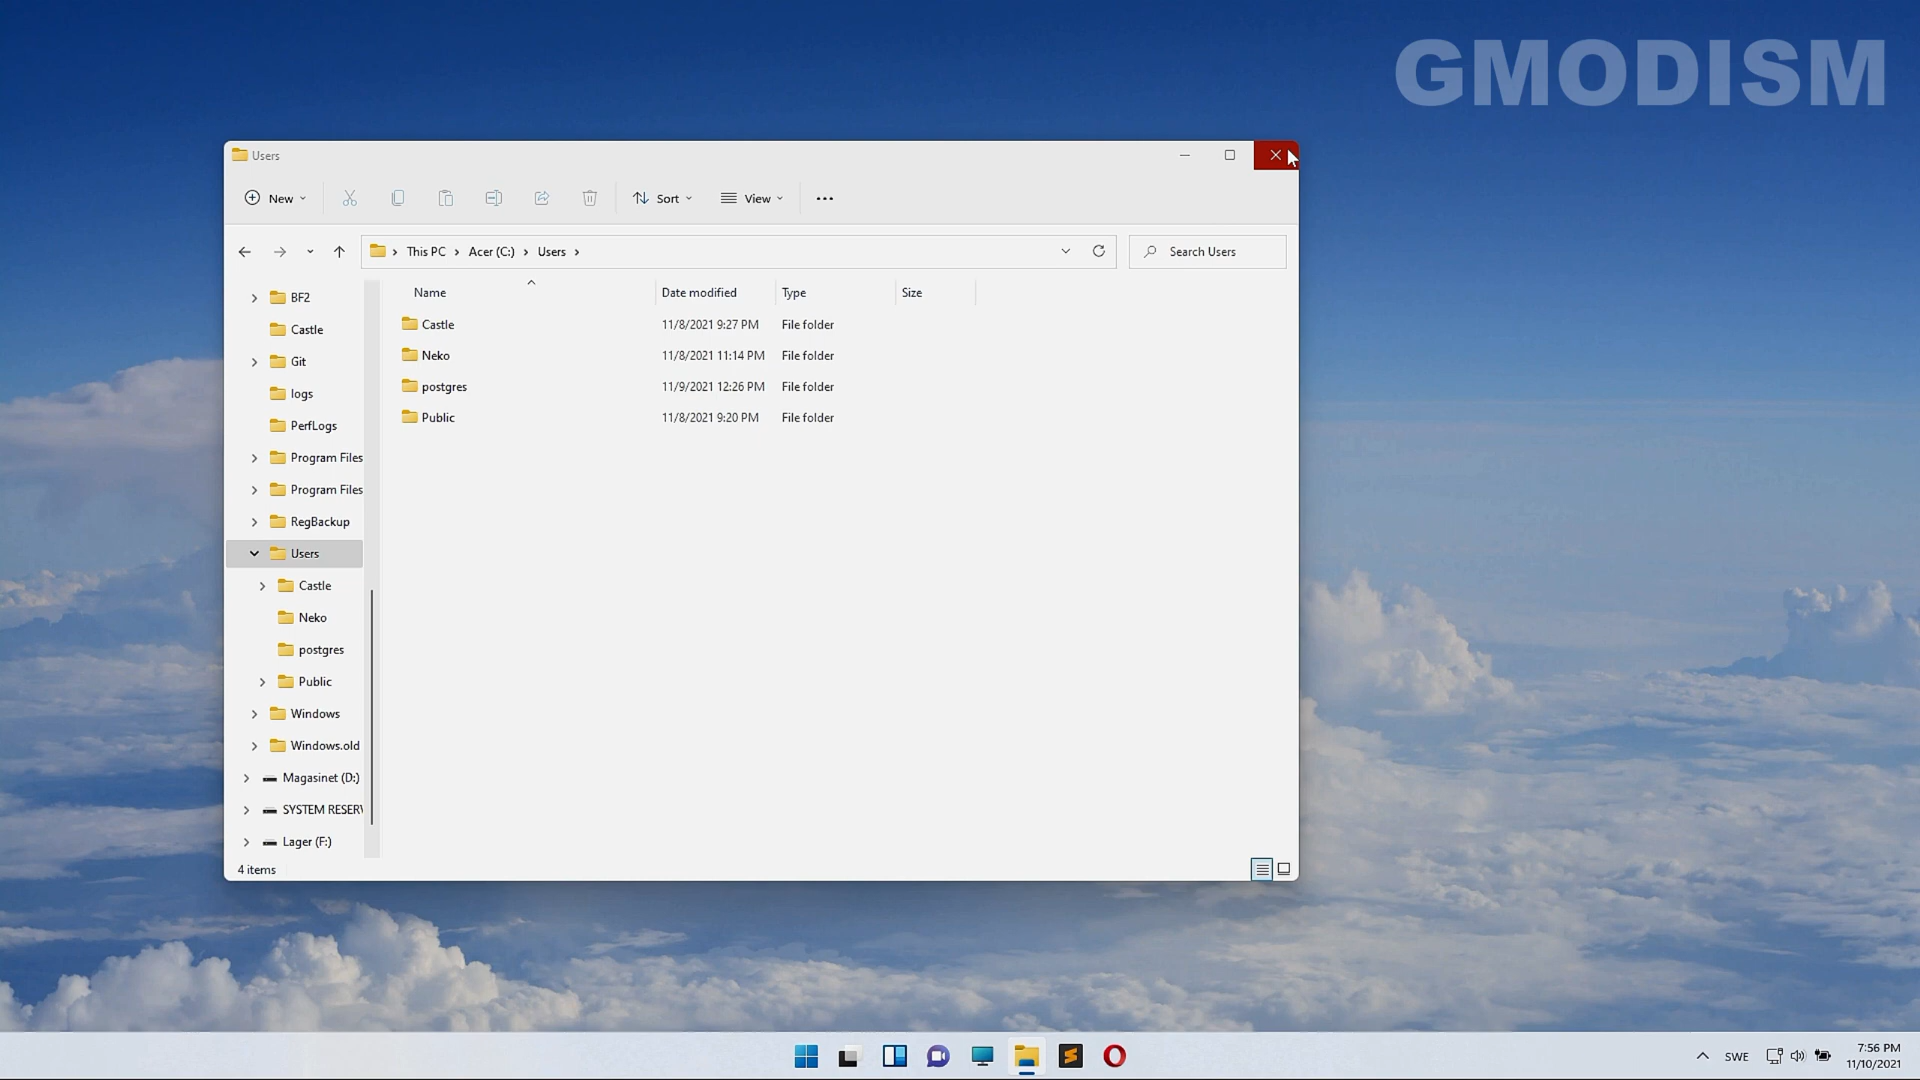 GMODISM
Users
New
Sort
View
This PC
Acer (C:)
Users
Search Users
BF2
Castle
Git
logs
PerfLogs
Program Files
Program Files
RegBackup
Users
Castle
Neko
postgres
Public
Windows
Windows.old
Magasinet (D:)
SYSTEM RESERV
Lager (F:)
Name Date modified Type Size
Castle 11/8/2021 9:27 PM File folder
Neko 11/8/2021 11:14 PM File folder
postgres 11/9/2021 12:26 PM File folder
Public 11/8/2021 9:20 PM File folder
4 items
SWE
7:56 PM
11/10/2021